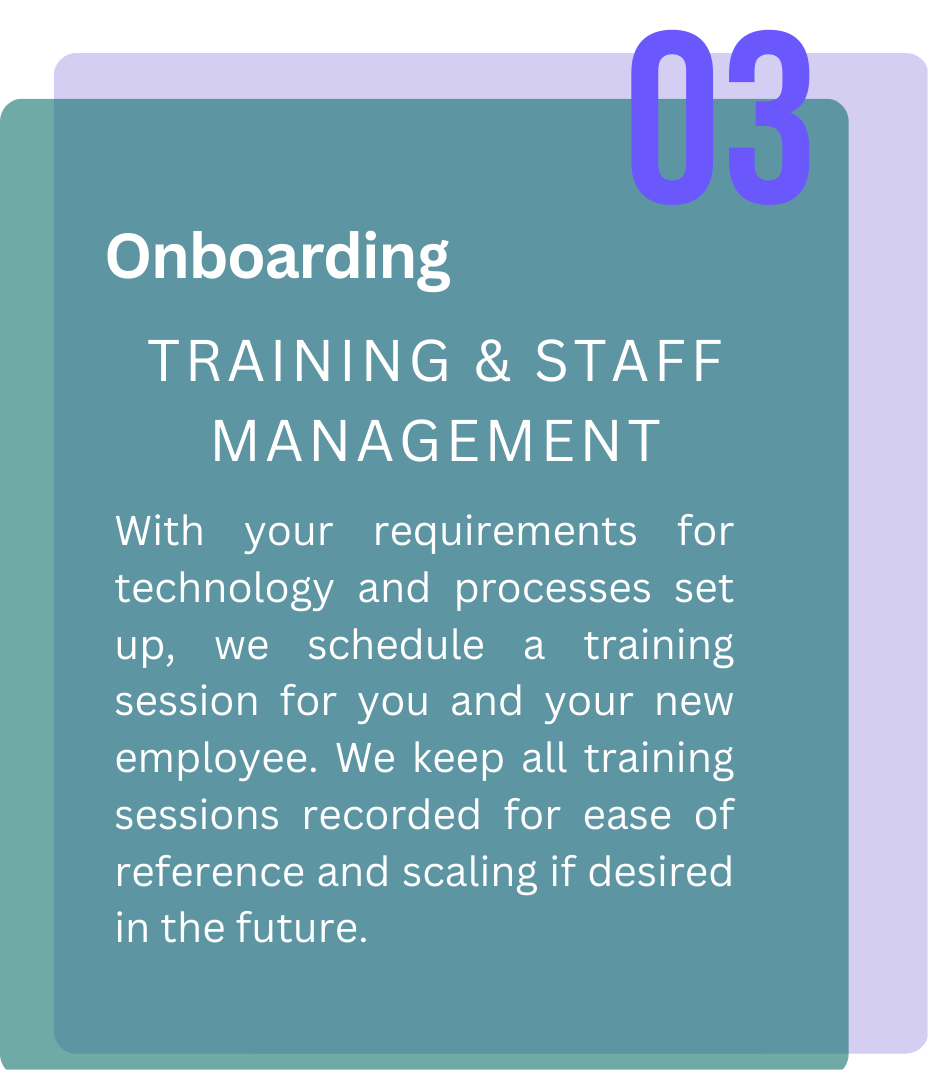 03
Onboarding
TRAINING & STAFF
MANAGEMENT
With your requirements for
technology and processes set
up, we schedule a training
session for you and your new
employee. We keep all training
sessions recorded for ease of
reference and scaling if desired
in the future.